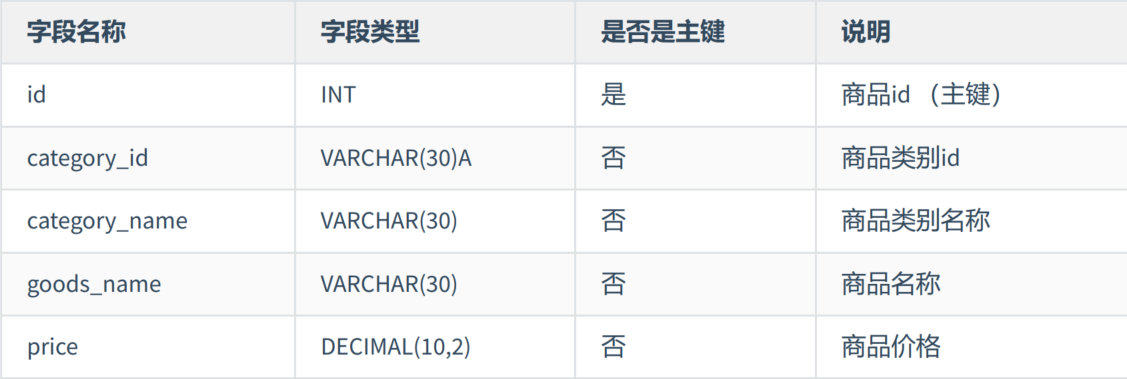 字段名称 字段类型 是否是主键 说明
id INT 是 商品id （主键）
category_id VARCHAR(30)A 否 商品类别id
category_name VARCHAR(30) 否 商品类别名称
goods_name VARCHAR(30) 否 商品名称
price DECIMAL(10,2) 否 商品价格